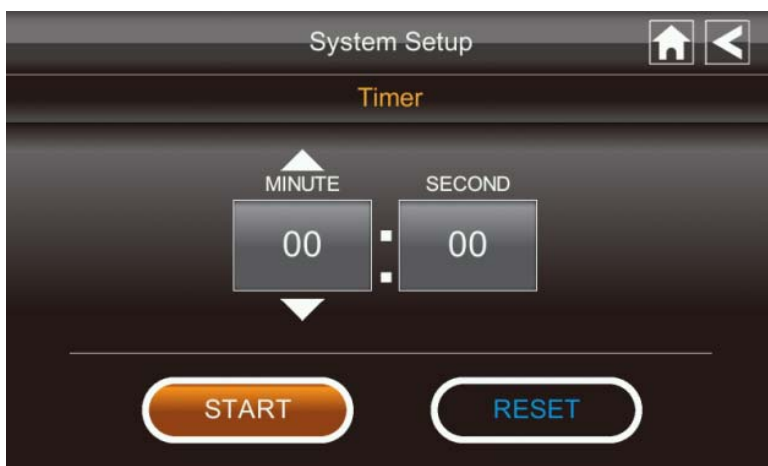 System Setup
Timer
MINUTE SECOND
00 : 00
START RESET